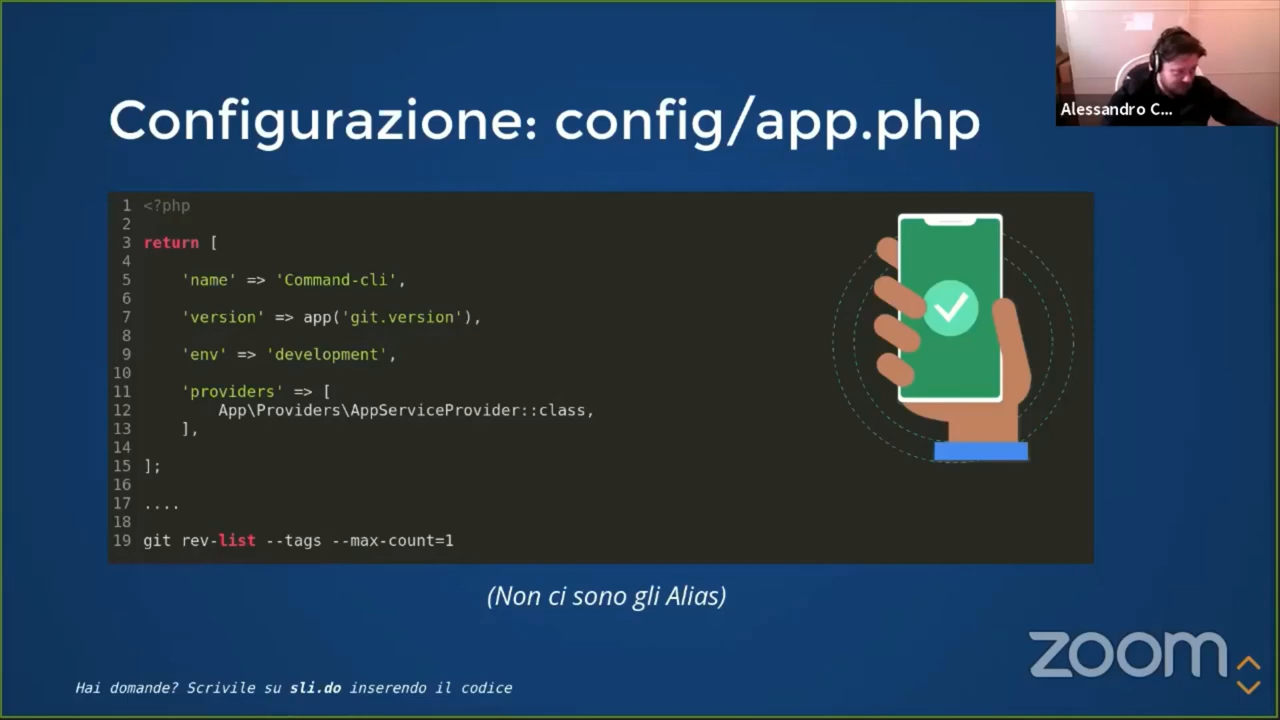 Alessandro C...
Configurazione: config/app.php
1 <?php
2
3 return [
4
5 'name' => 'Command-cli',
6
7 'version' => app('git.version'),
8
9 'env' => 'development',
10
11 'providers' => [
12 App\Providers\AppServiceProvider::class,
13 ],
14
15 ];
16
17 ....
18
19 git rev-list --tags --max-count=1
(Non ci sono gli Alias)
zoom
Hai domande? Scrivile su sli.do inserendo il codice